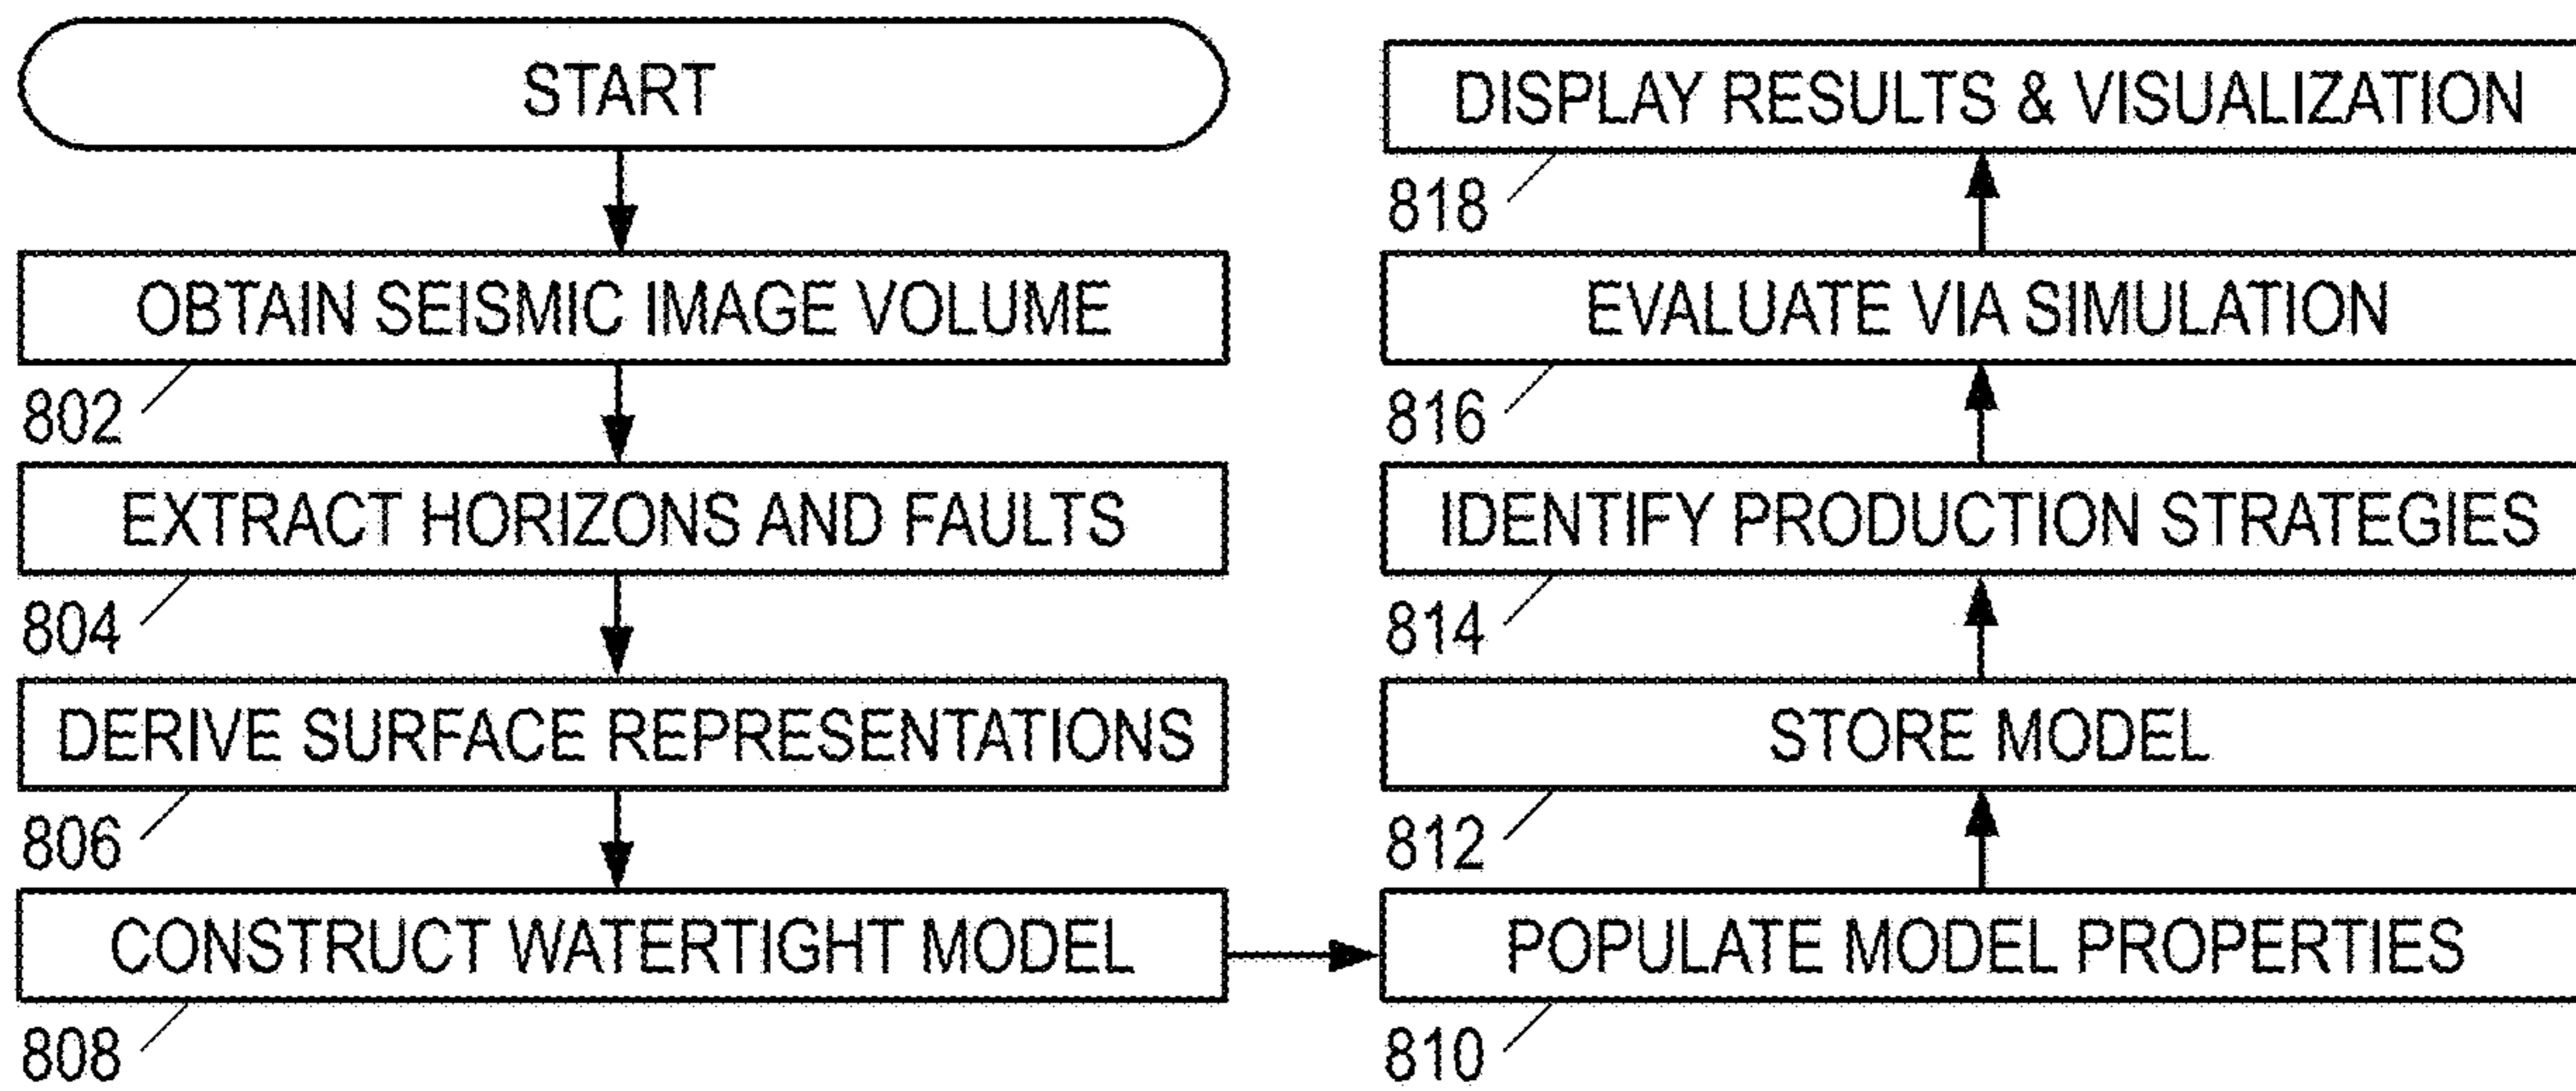 START
OBTAIN SEISMIC IMAGE VOLUME
802
EXTRACT HORIZONS AND FAULTS
804
DERIVE SURFACE REPRESENTATIONS
806
CONSTRUCT WATERTIGHT MODEL
808
POPULATE MODEL PROPERTIES
810
STORE MODEL
812
IDENTIFY PRODUCTION STRATEGIES
814
EVALUATE VIA SIMULATION
816
DISPLAY RESULTS & VISUALIZATION
818